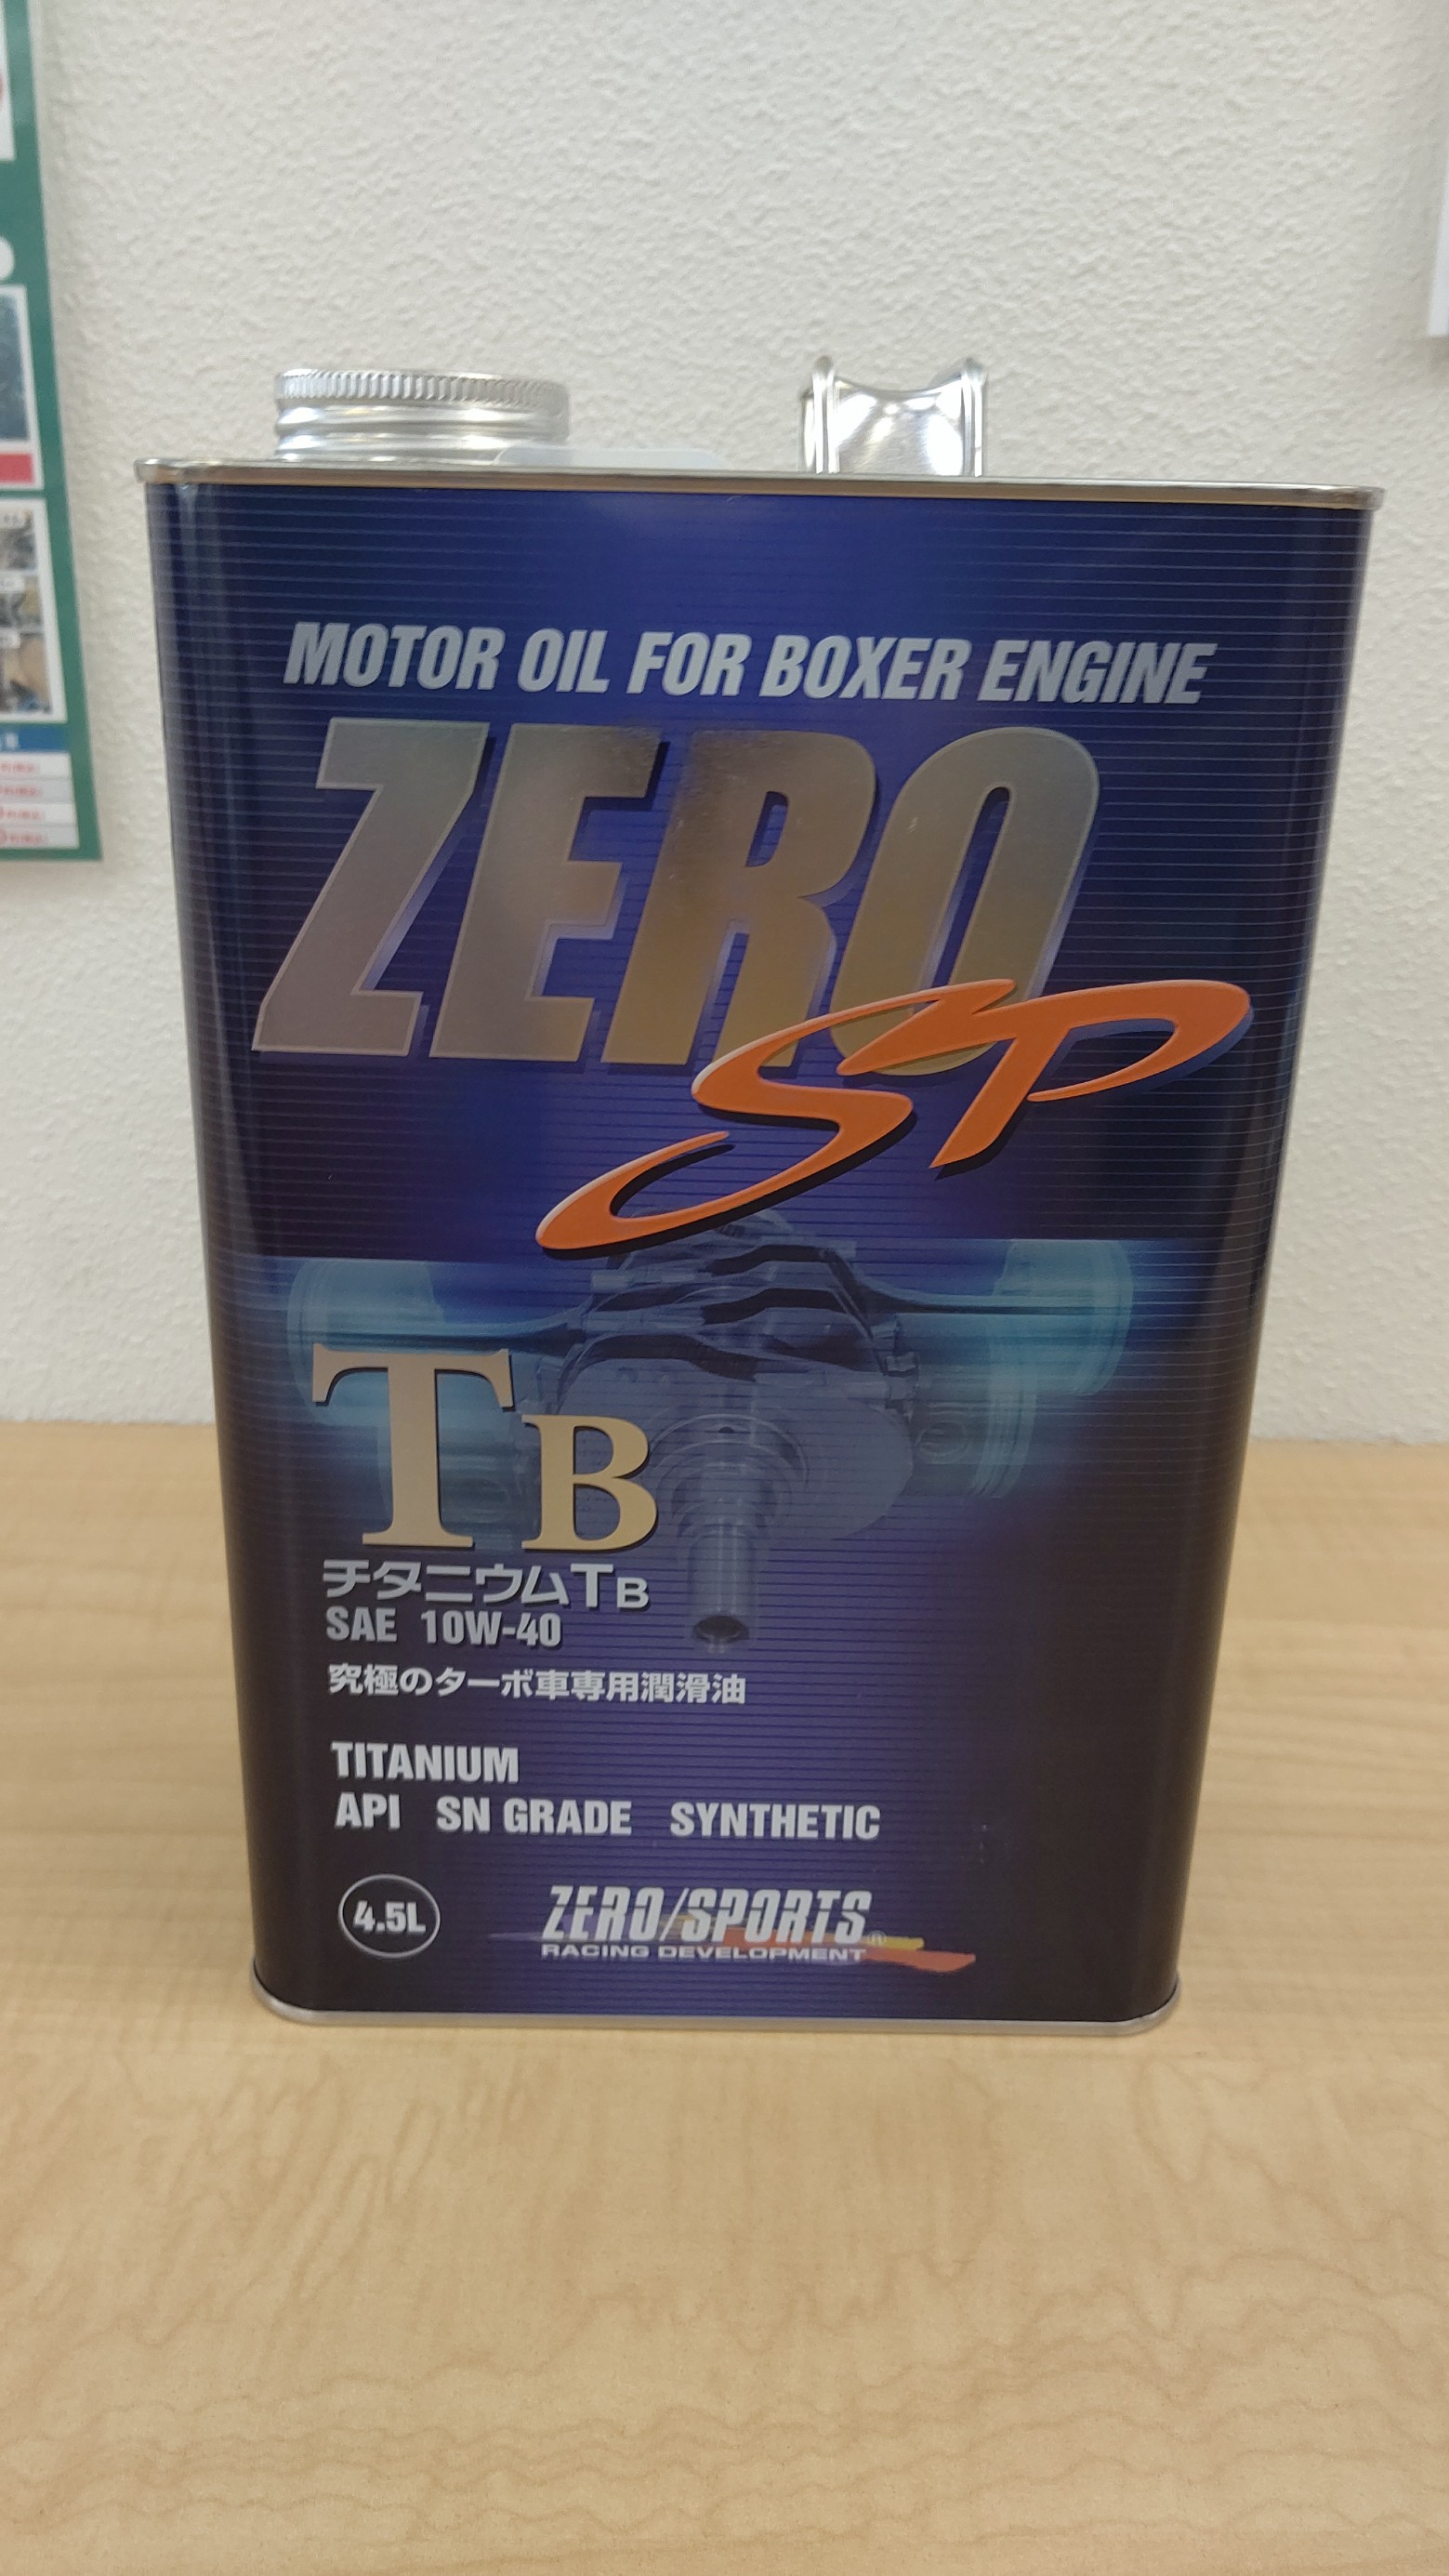 MOTOR OIL FOR BOXER ENGINE
ZERO
SP
TB
チタニウムTB
SAE 10W-40
究極のターボ車専用潤滑油
TITANIUM
API SN GRADE SYNTHETIC
4.5L
ZERO/SPORTS®
RACING DEVELOPMENT